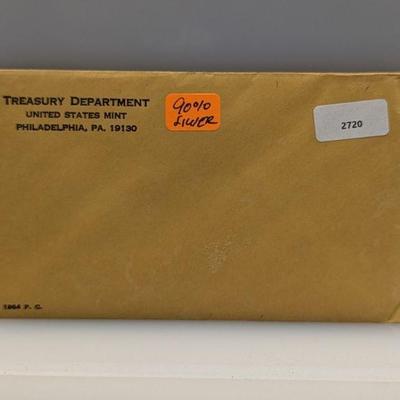 TREASURY DEPARTMENT
UNITED STATES MINT
PHILADELPHIA, PA. 19130
90%
SILVER
2720
1964 P. C.